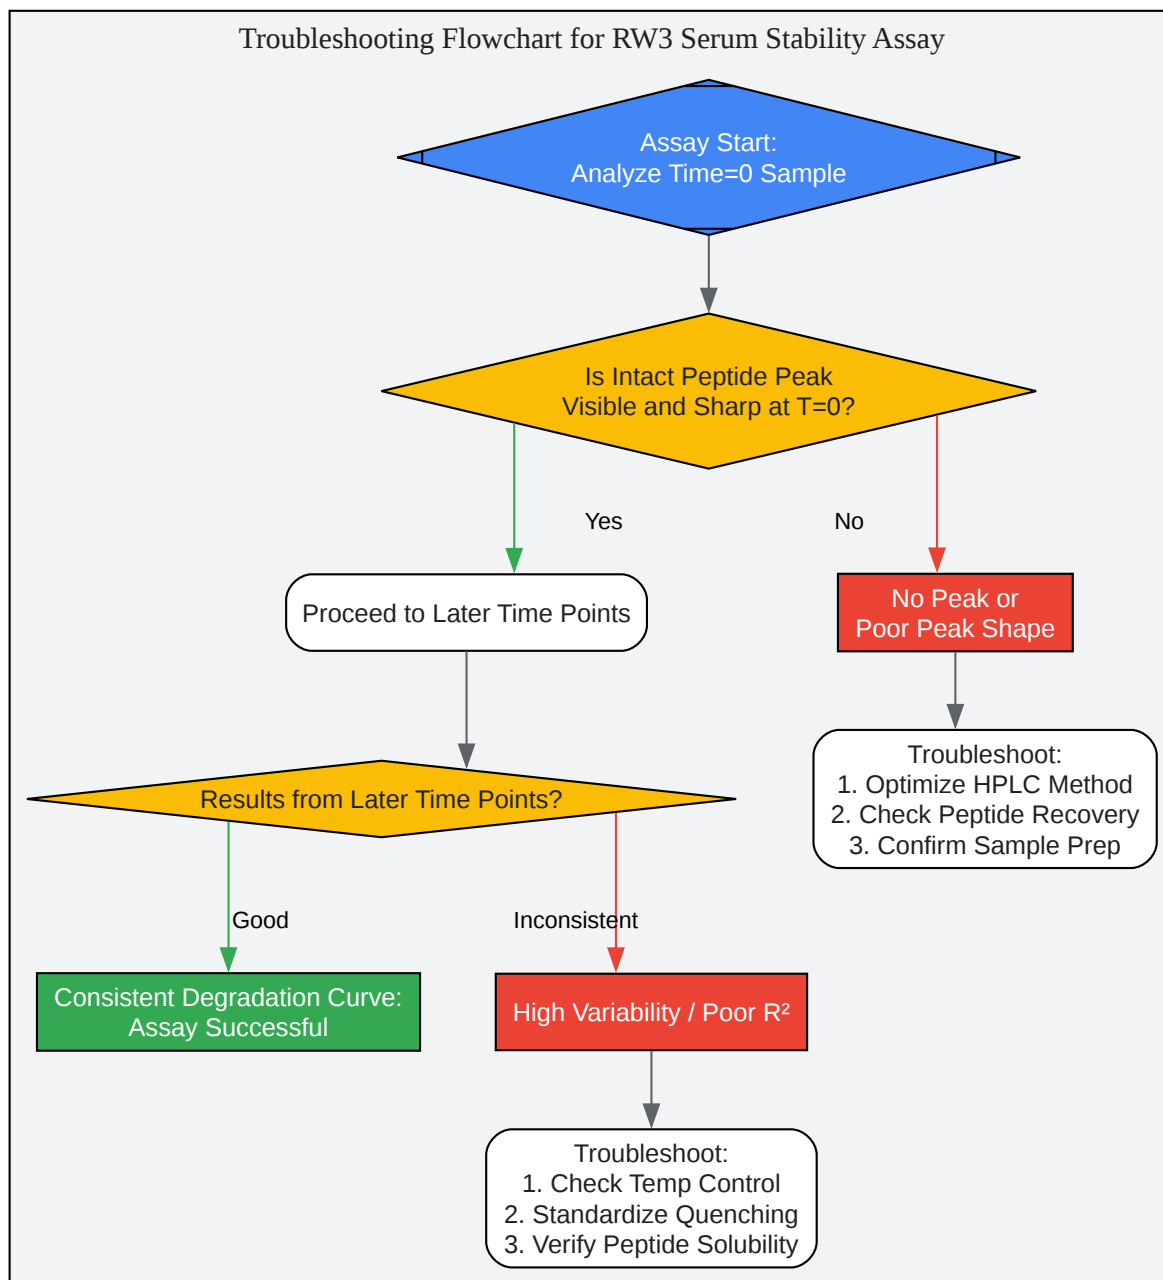 Troubleshooting Flowchart for RW3 Serum Stability Assay
Assay Start:
Analyze Time=0 Sample
Is Intact Peptide Peak
Visible and Sharp at T=0?
Yes
No
Proceed to Later Time Points
No Peak or
Poor Peak Shape
Troubleshoot:
1. Optimize HPLC Method
2. Check Peptide Recovery
3. Confirm Sample Prep
Results from Later Time Points?
Good
Inconsistent
Consistent Degradation Curve:
Assay Successful
High Variability / Poor R²
Troubleshoot:
1. Check Temp Control
2. Standardize Quenching
3. Verify Peptide Solubility